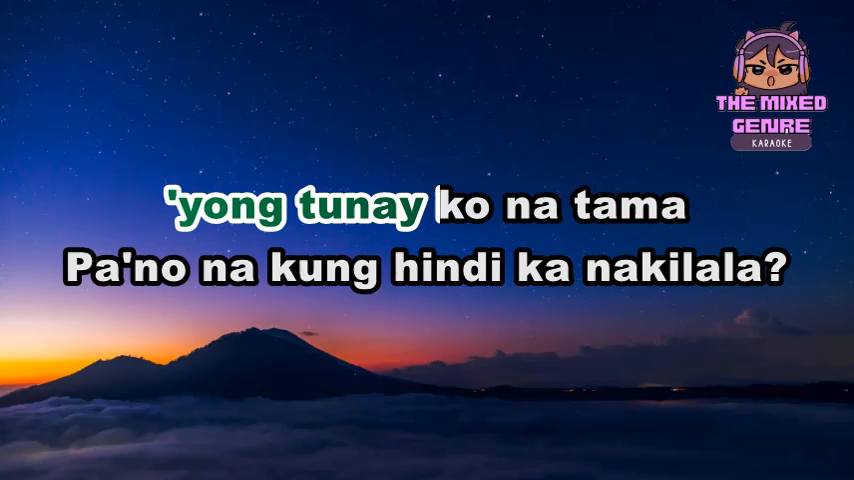 THE MIXED
GENRE
KARAOKE
'yong tunay ko na tama
Pa'no na kung hindi ka nakilala?